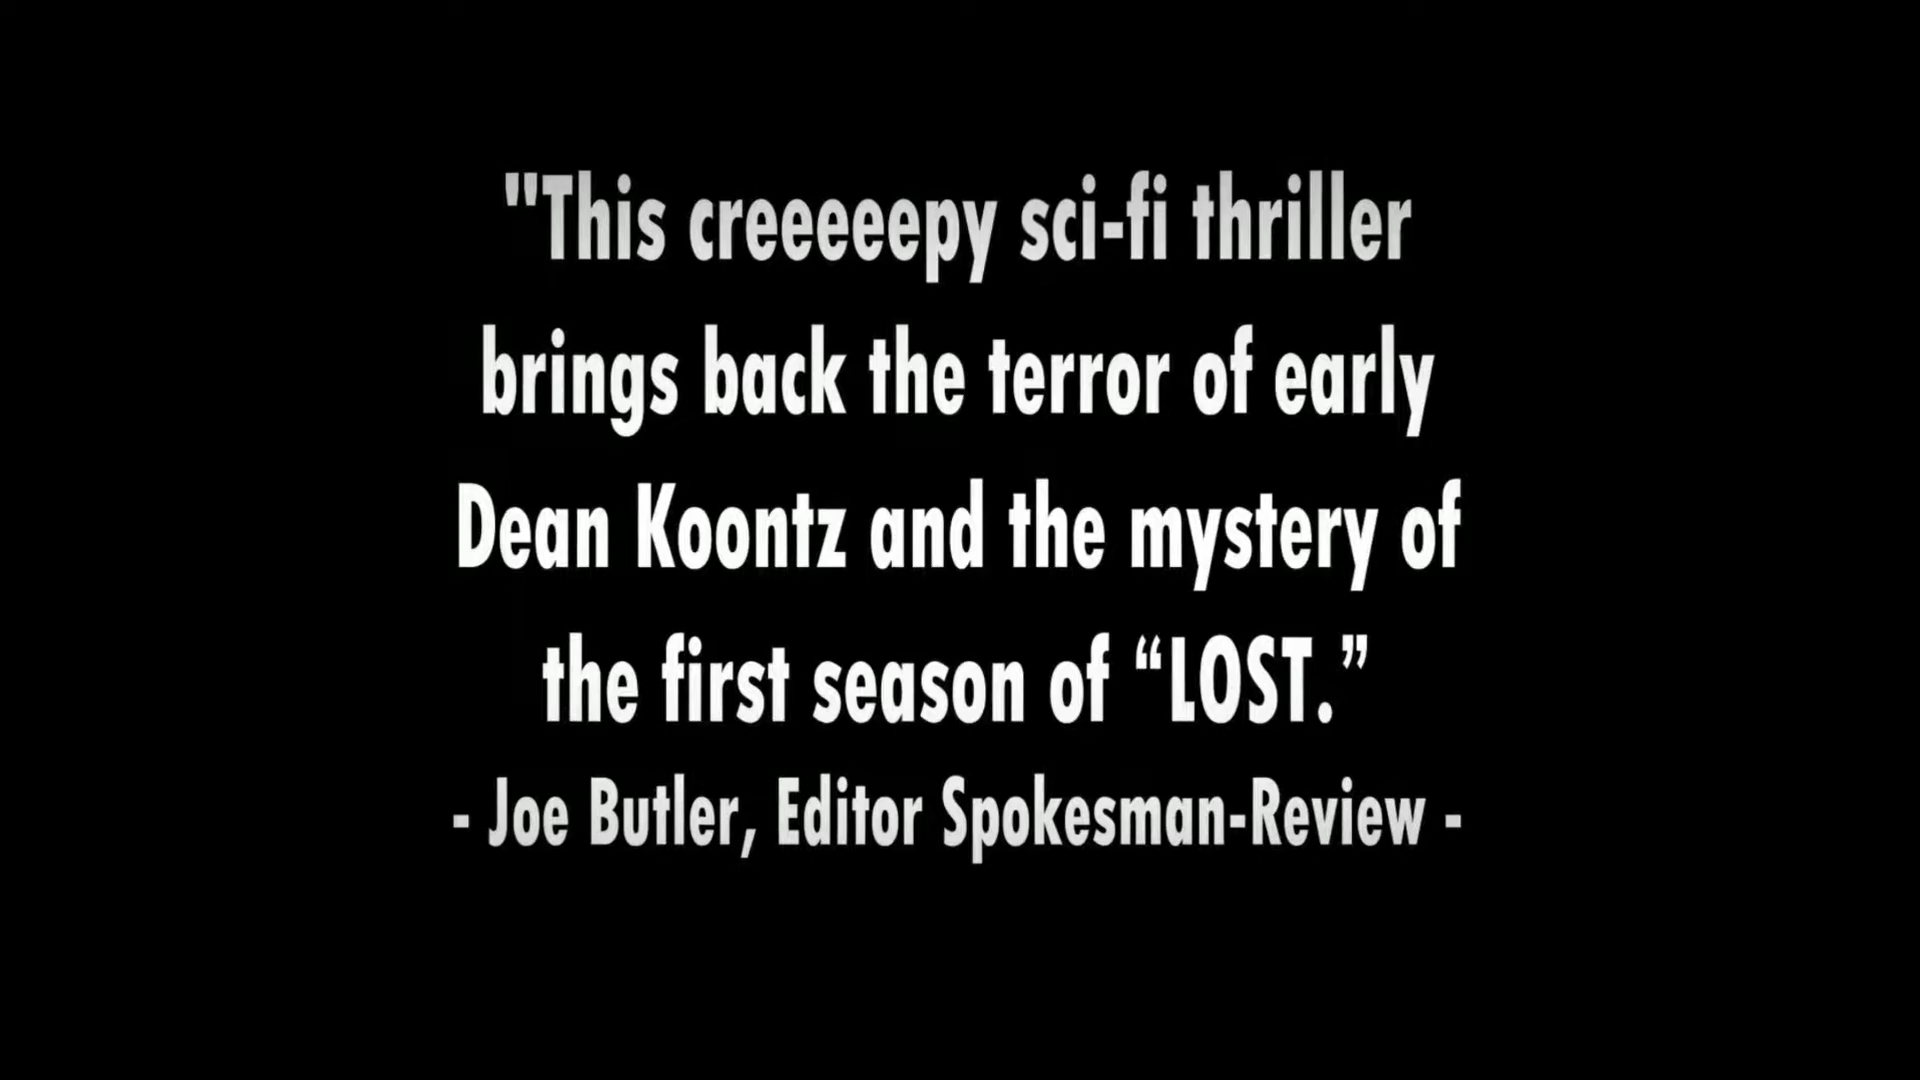 "This creeeeepy sci-fi thriller
brings back the terror of early
Dean Koontz and the mystery of
the first season of “LOST.”
- Joe Butler, Editor Spokesman-Review -